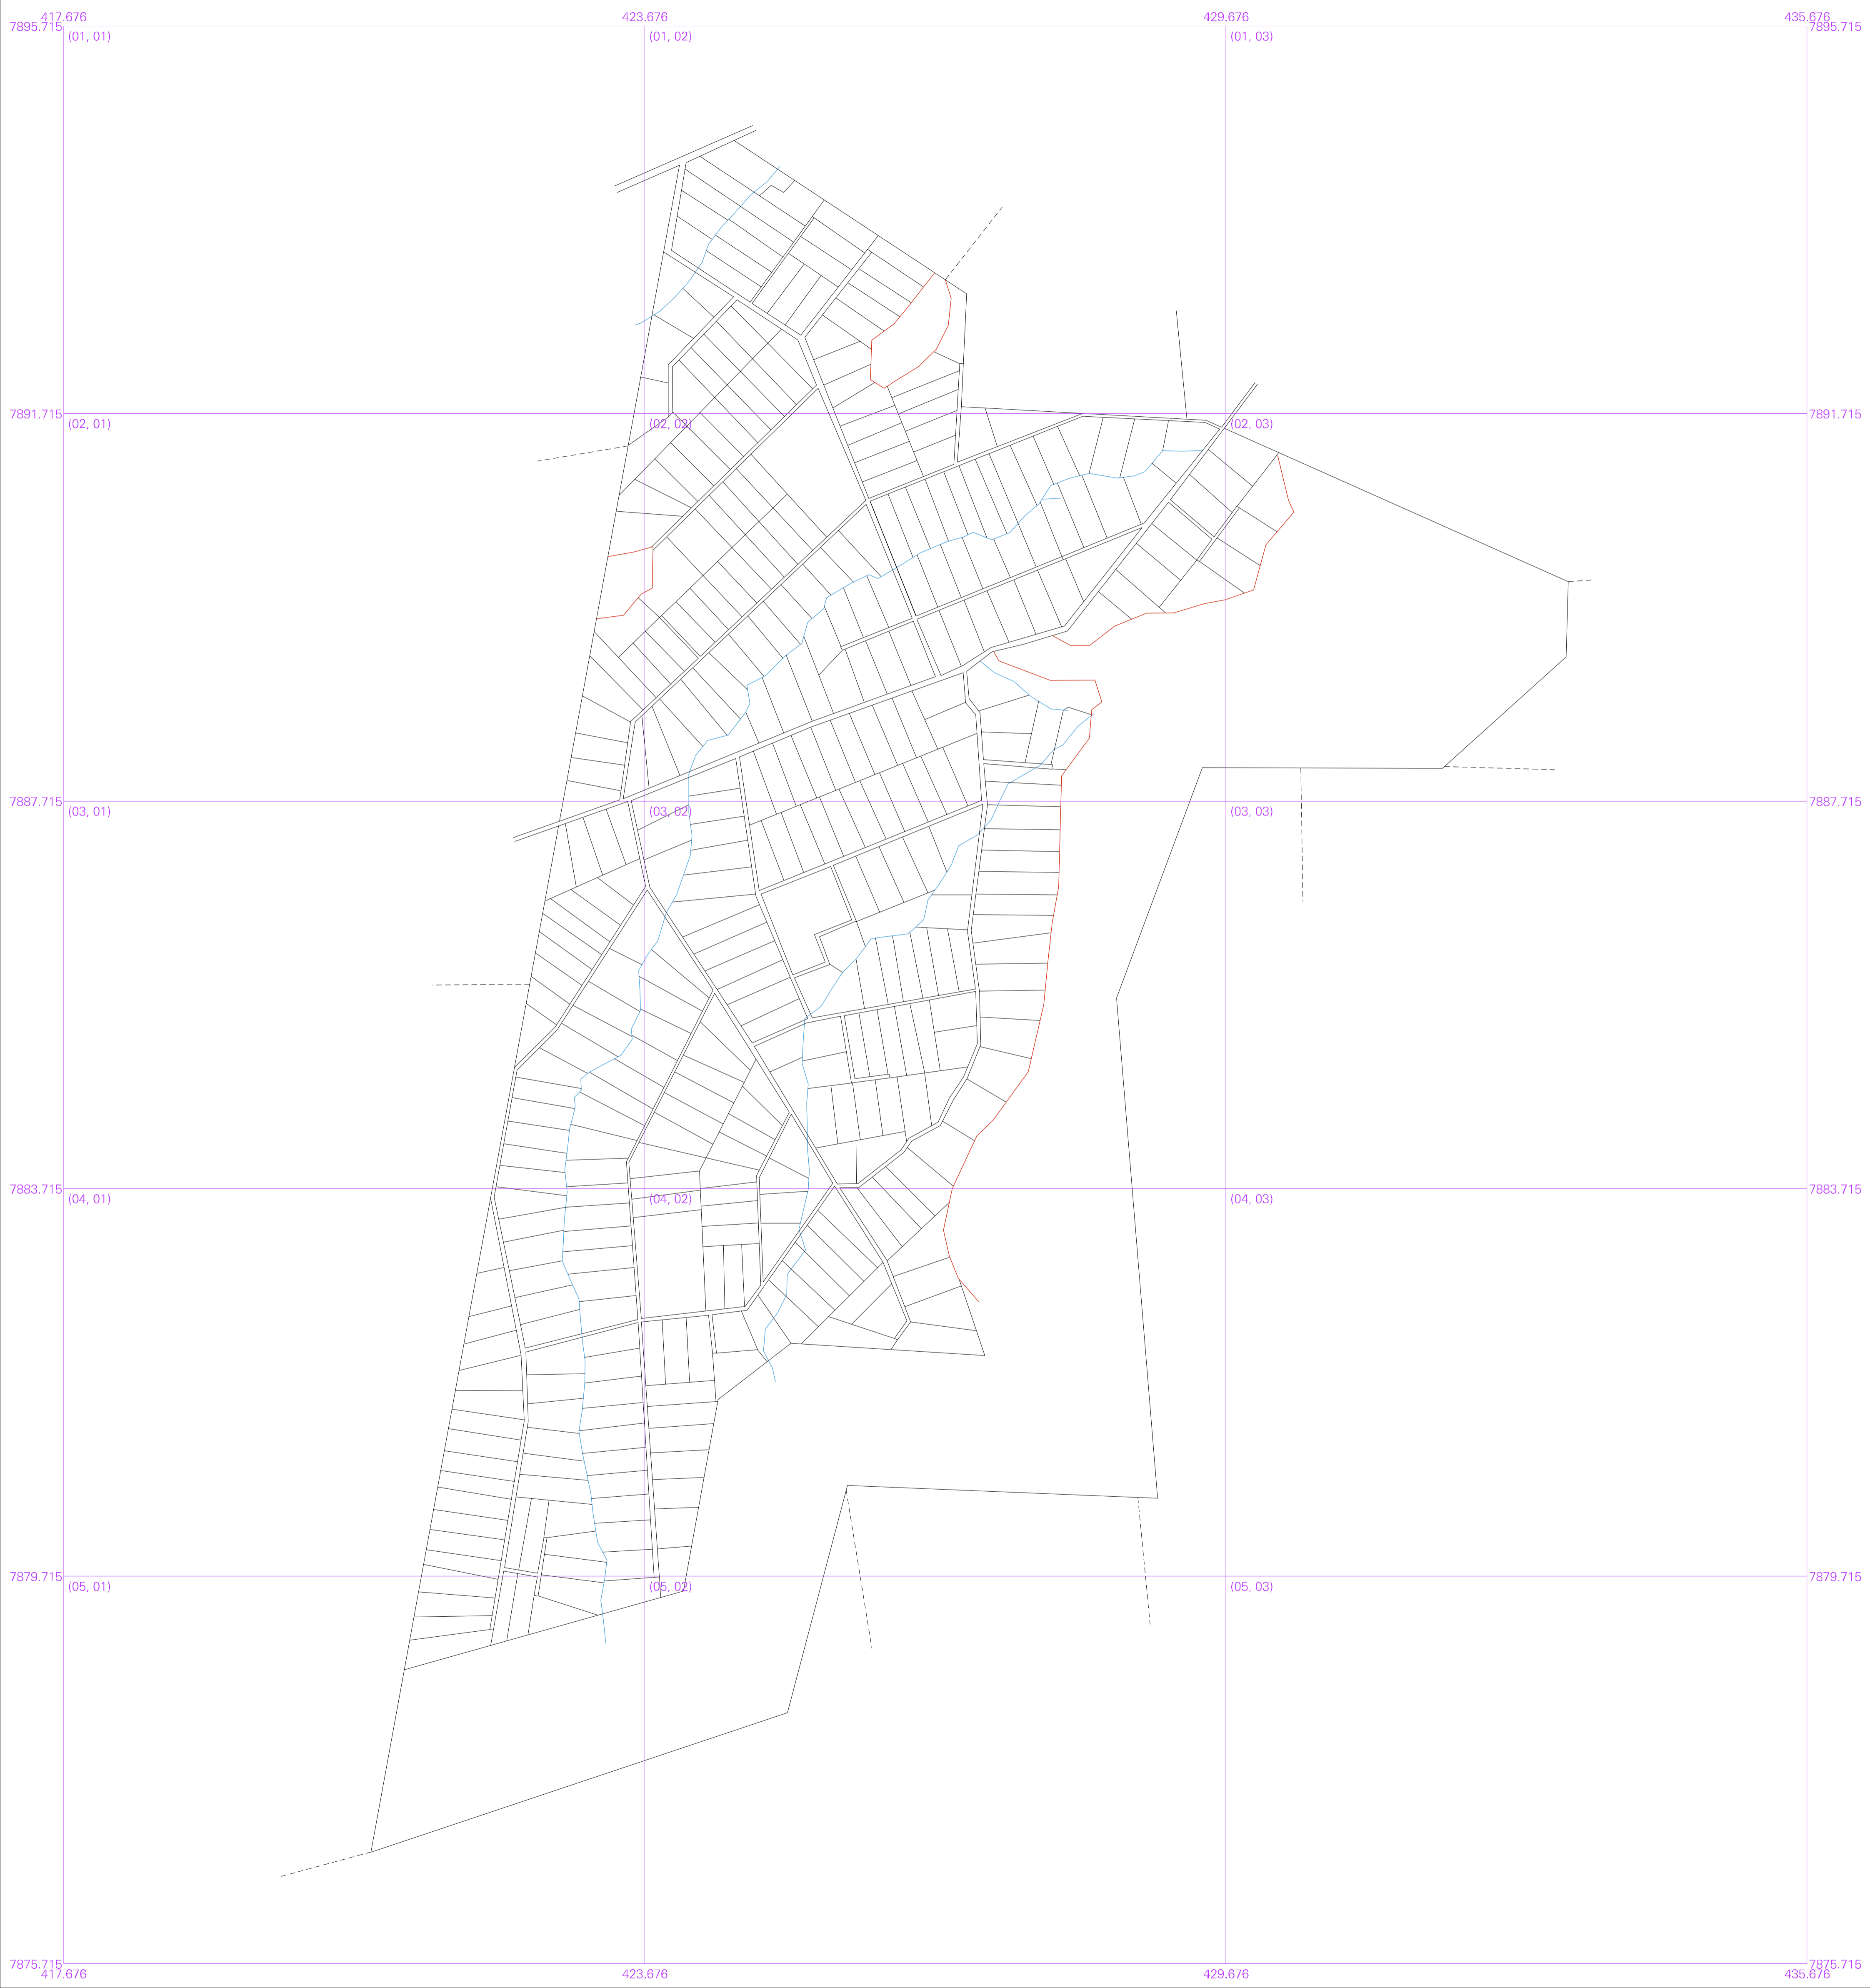 417.676 423.676 429.676 435.676
7895.715 7895.715
(01, 01) (01, 02) (01, 03)
7891.715 7891.715
(02, 01) (02, 02) (02, 03)
7887.715 7887.715
(03, 01) (03, 02) (03, 03)
7883.715 7883.715
(04, 01) (04, 02) (04, 03)
7879.715 7879.715
(05, 01) (05, 02) (05, 03)
7875.715 7875.715
417.676 423.676 429.676 435.676